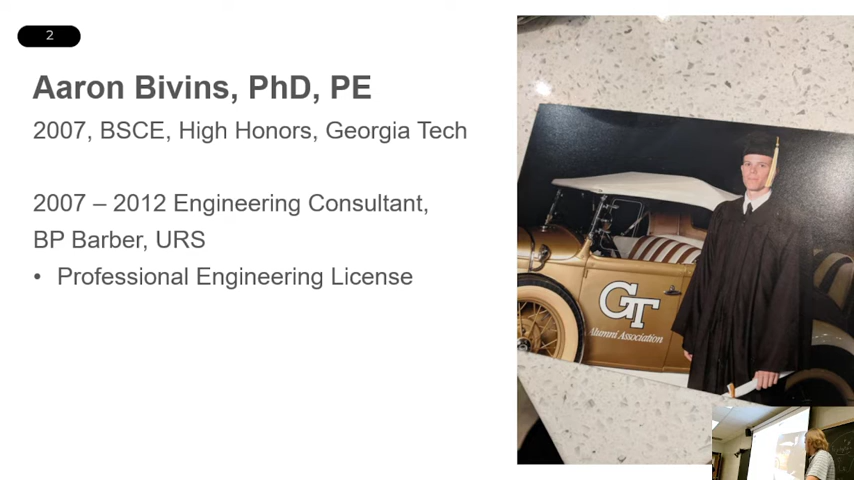 2
Aaron Bivins, PhD, PE
2007, BSCE, High Honors, Georgia Tech
2007 – 2012 Engineering Consultant,
BP Barber, URS
• Professional Engineering License
GT
Alumni Association